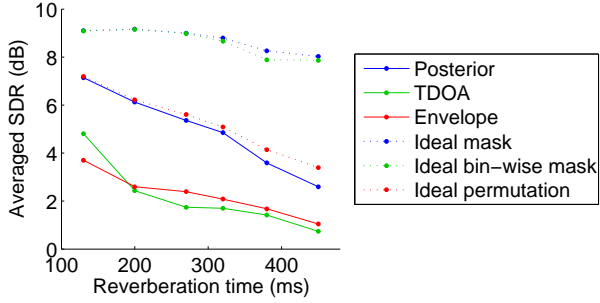 10
8
6
4
2
0
Averaged SDR (dB)
100
200
300
400
Reverberation time (ms)
Posterior
TDOA
Envelope
Ideal mask
Ideal bin−wise mask
Ideal permutation